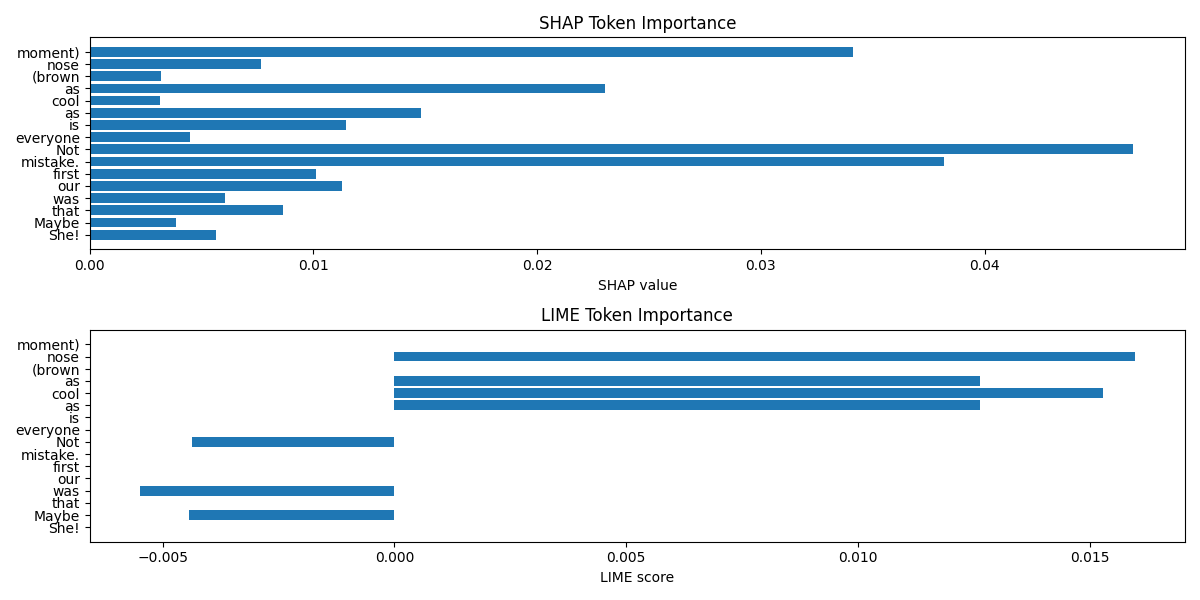 SHAP Token Importance
moment)
nose
(brown
as
cool
as
is
everyone
Not
mistake.
first
our
was
that
Maybe
She!
0.00 0.01 0.02 0.03 0.04
SHAP value
LIME Token Importance
moment)
nose
(brown
as
cool
as
is
everyone
Not
mistake.
first
our
was
that
Maybe
She!
−0.005 0.000 0.005 0.010 0.015
LIME score